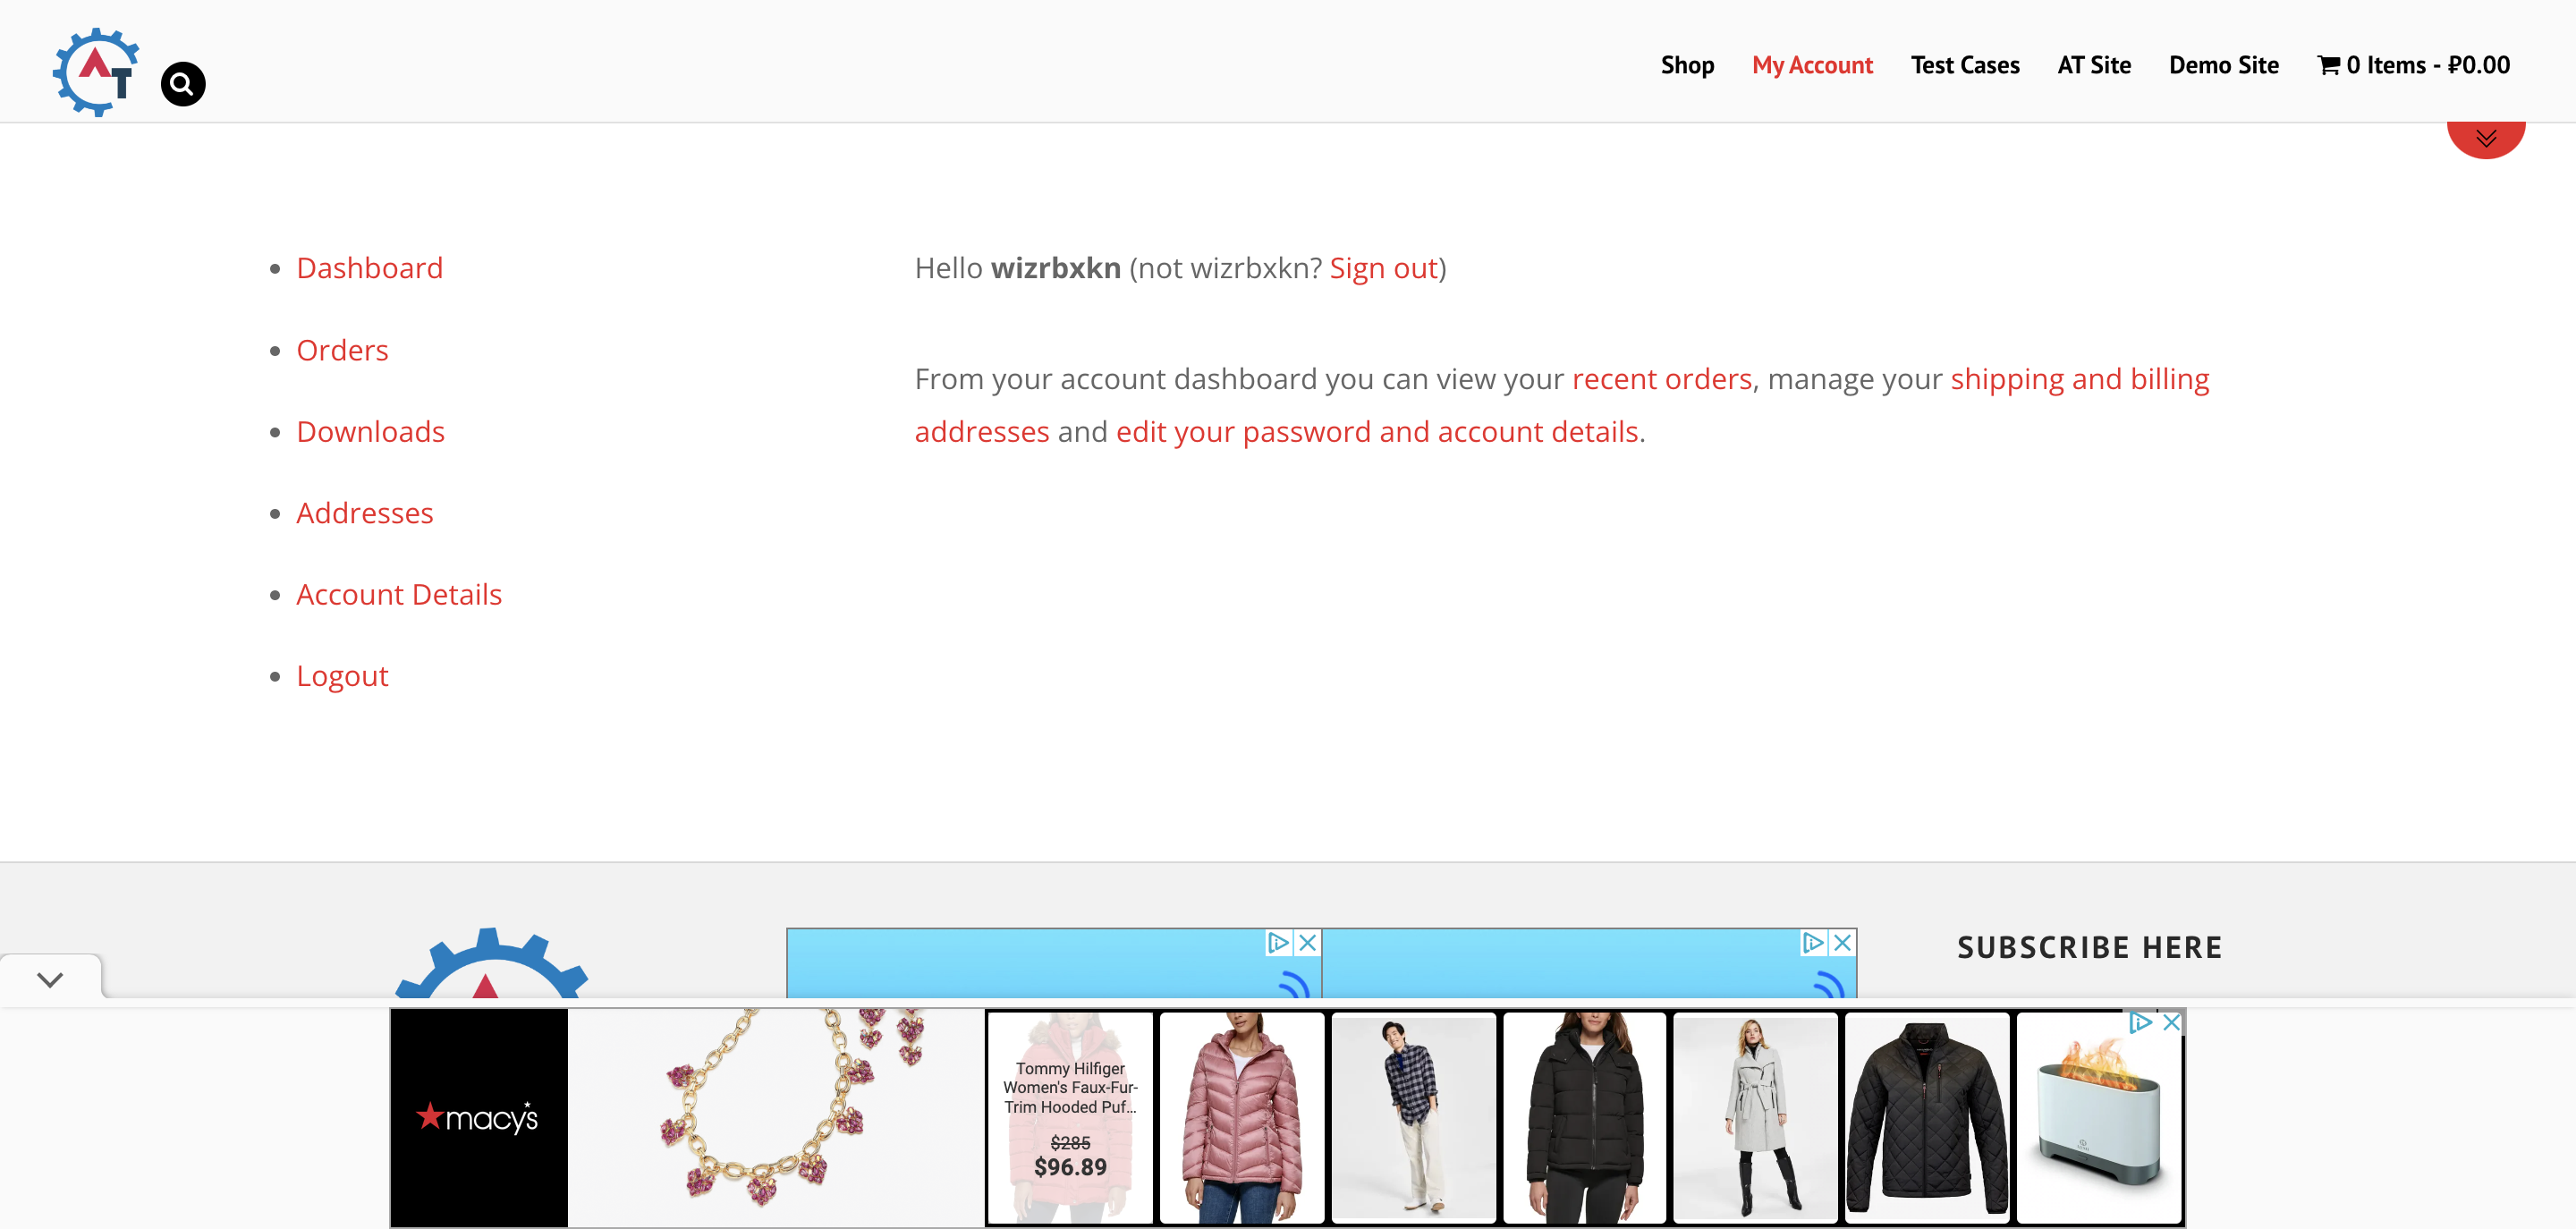 AT
Shop My Account Test Cases AT Site Demo Site 0 Items - ₽0.00
Dashboard
Orders
Downloads
Addresses
Account Details
Logout
Hello wizrbxkn (not wizrbxkn? Sign out)
From your account dashboard you can view your recent orders, manage your shipping and billing
addresses and edit your password and account details.
SUBSCRIBE HERE
macy's
Tommy Hilfiger
Women's Faux-Fur-
Trim Hooded Puf...
$285
$96.89